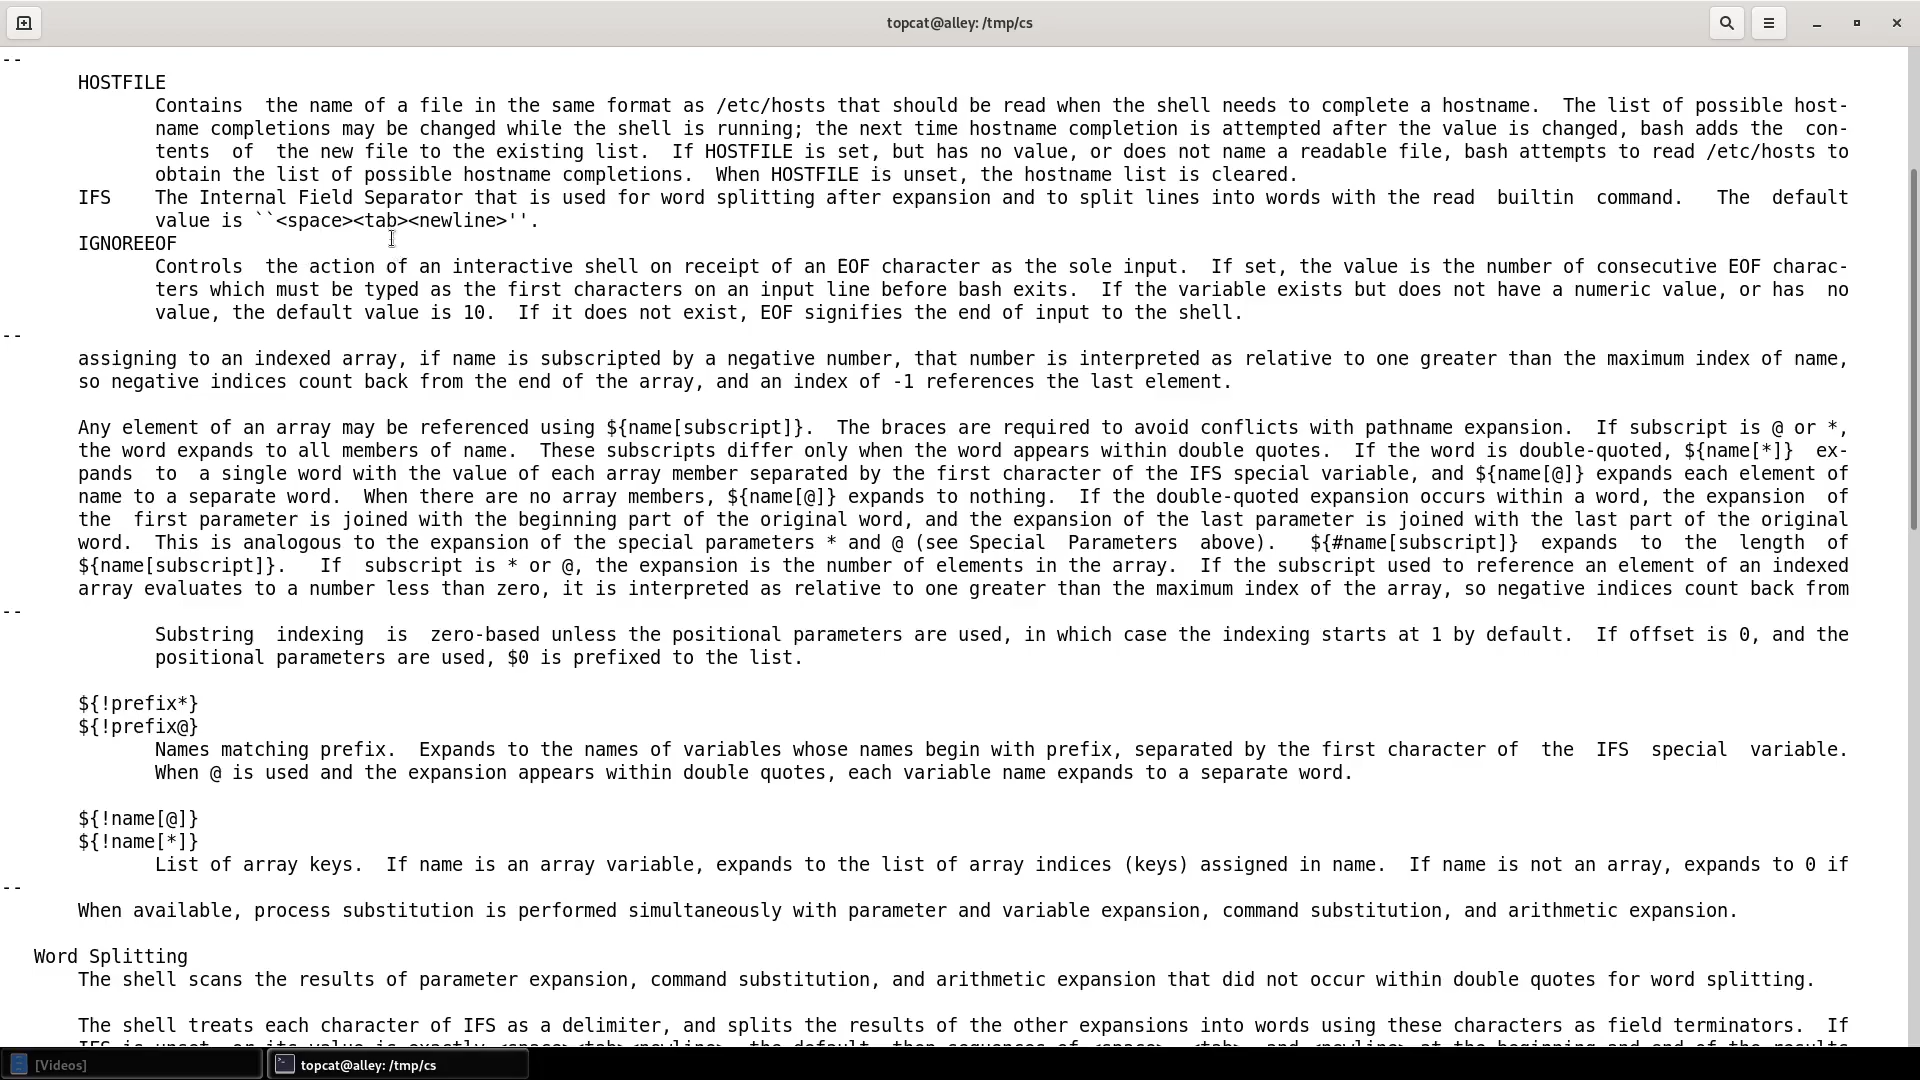 topcat@alley: /tmp/cs
--
HOSTFILE
Contains  the name of a file in the same format as /etc/hosts that should be read when the shell needs to complete a hostname.  The list of possible host-
name completions may be changed while the shell is running; the next time hostname completion is attempted after the value is changed, bash adds the  con-
tents  of  the new file to the existing list.  If HOSTFILE is set, but has no value, or does not name a readable file, bash attempts to read /etc/hosts to
obtain the list of possible hostname completions.  When HOSTFILE is unset, the hostname list is cleared.
IFS    The Internal Field Separator that is used for word splitting after expansion and to split lines into words with the read  builtin  command.   The  default
value is ``<space><tab><newline>''.
IGNOREEOF
Controls  the action of an interactive shell on receipt of an EOF character as the sole input.  If set, the value is the number of consecutive EOF charac-
ters which must be typed as the first characters on an input line before bash exits.  If the variable exists but does not have a numeric value, or has  no
value, the default value is 10.  If it does not exist, EOF signifies the end of input to the shell.
--
assigning to an indexed array, if name is subscripted by a negative number, that number is interpreted as relative to one greater than the maximum index of name,
so negative indices count back from the end of the array, and an index of -1 references the last element.
Any element of an array may be referenced using ${name[subscript]}.  The braces are required to avoid conflicts with pathname expansion.  If subscript is @ or *,
the word expands to all members of name.  These subscripts differ only when the word appears within double quotes.  If the word is double-quoted, ${name[*]}  ex-
pands  to  a single word with the value of each array member separated by the first character of the IFS special variable, and ${name[@]} expands each element of
name to a separate word.  When there are no array members, ${name[@]} expands to nothing.  If the double-quoted expansion occurs within a word, the expansion  of
the  first parameter is joined with the beginning part of the original word, and the expansion of the last parameter is joined with the last part of the original
word.  This is analogous to the expansion of the special parameters * and @ (see Special  Parameters  above).   ${#name[subscript]}  expands  to  the  length  of
${name[subscript]}.   If  subscript is * or @, the expansion is the number of elements in the array.  If the subscript used to reference an element of an indexed
array evaluates to a number less than zero, it is interpreted as relative to one greater than the maximum index of the array, so negative indices count back from
--
Substring  indexing  is  zero-based unless the positional parameters are used, in which case the indexing starts at 1 by default.  If offset is 0, and the
positional parameters are used, $0 is prefixed to the list.
${!prefix*}
${!prefix@}
Names matching prefix.  Expands to the names of variables whose names begin with prefix, separated by the first character of  the  IFS  special  variable.
When @ is used and the expansion appears within double quotes, each variable name expands to a separate word.
${!name[@]}
${!name[*]}
List of array keys.  If name is an array variable, expands to the list of array indices (keys) assigned in name.  If name is not an array, expands to 0 if
--
When available, process substitution is performed simultaneously with parameter and variable expansion, command substitution, and arithmetic expansion.
Word Splitting
The shell scans the results of parameter expansion, command substitution, and arithmetic expansion that did not occur within double quotes for word splitting.
The shell treats each character of IFS as a delimiter, and splits the results of the other expansions into words using these characters as field terminators.  If
[Videos]
topcat@alley: /tmp/cs